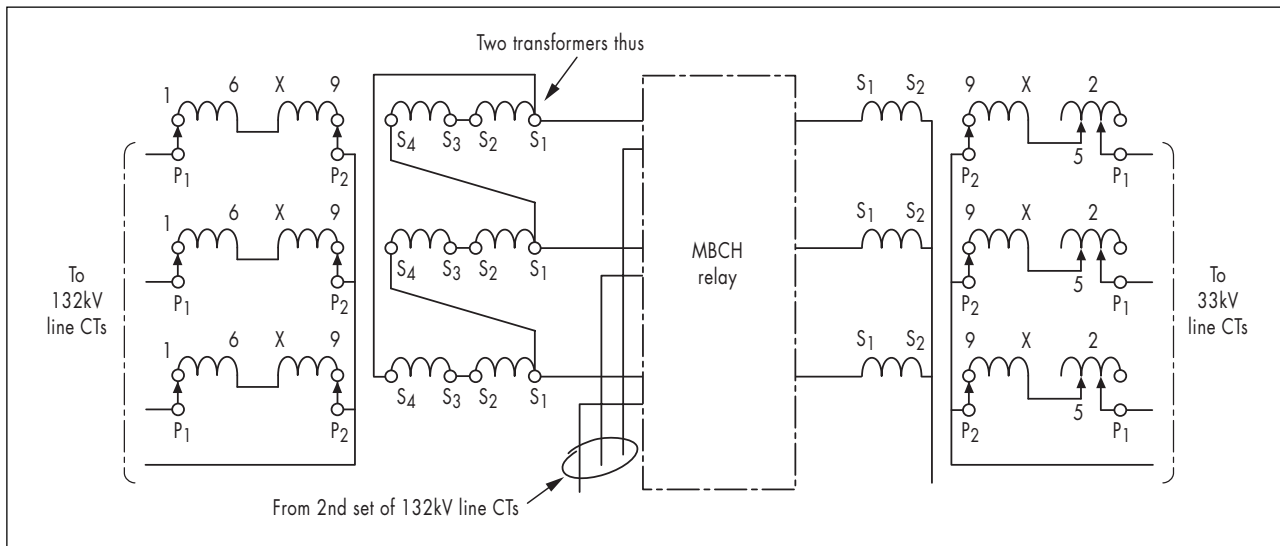 Two transformers thus
1 6 X 9
S4 S3 S2 S1
S1 S2
9 X 2
5
P1 P2
P2 P1
1 6 X 9
S4 S3 S2 S1
MBCH
relay
S1 S2
9 X 2
5
P1 P2
P2 P1
To
132kV
line CTs
To
33kV
line CTs
1 6 X 9
S4 S3 S2 S1
S1 S2
9 X 2
5
P1 P2
P2 P1
From 2nd set of 132kV line CTs